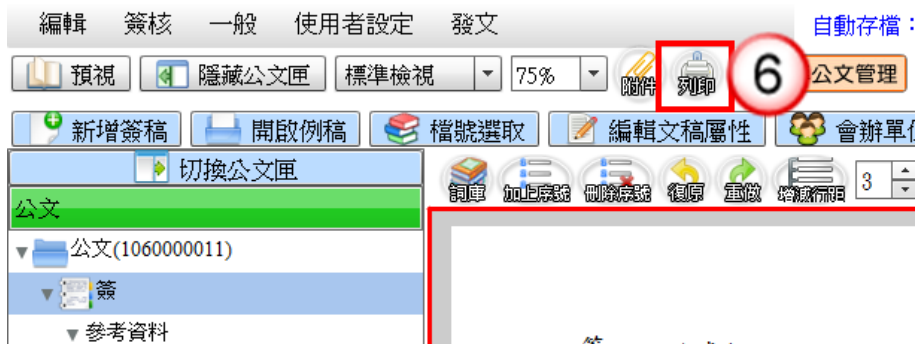 編輯 簽核 一般 使用者設定 發文 自動存檔：
預視 隱藏公文匣 標準檢視 75% 附件 列印 6 公文管理
新增簽稿 開啟例稿 檔號選取 編輯文稿屬性 會辦單位
切換公文匣 詞庫 加上序號 刪除序號 復原 重做 增減行距 3
公文
公文(1060000011)
簽
參考資料